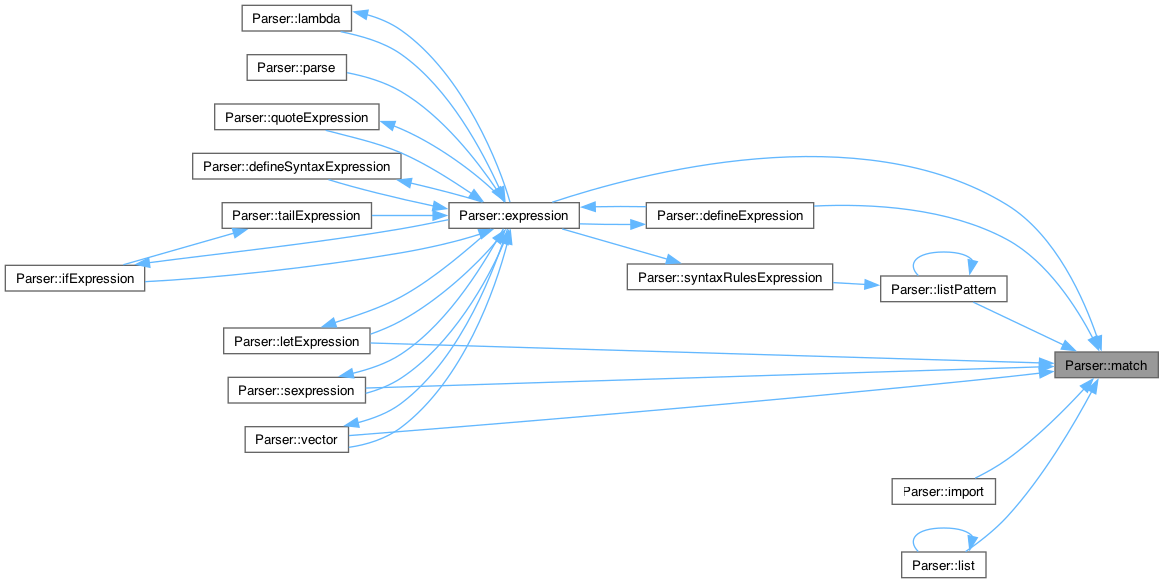 Parser::lambda
Parser::parse
Parser::quoteExpression
Parser::defineSyntaxExpression
Parser::tailExpression
Parser::expression
Parser::defineExpression
Parser::ifExpression
Parser::syntaxRulesExpression
Parser::listPattern
Parser::letExpression
Parser::match
Parser::sexpression
Parser::vector
Parser::import
Parser::list